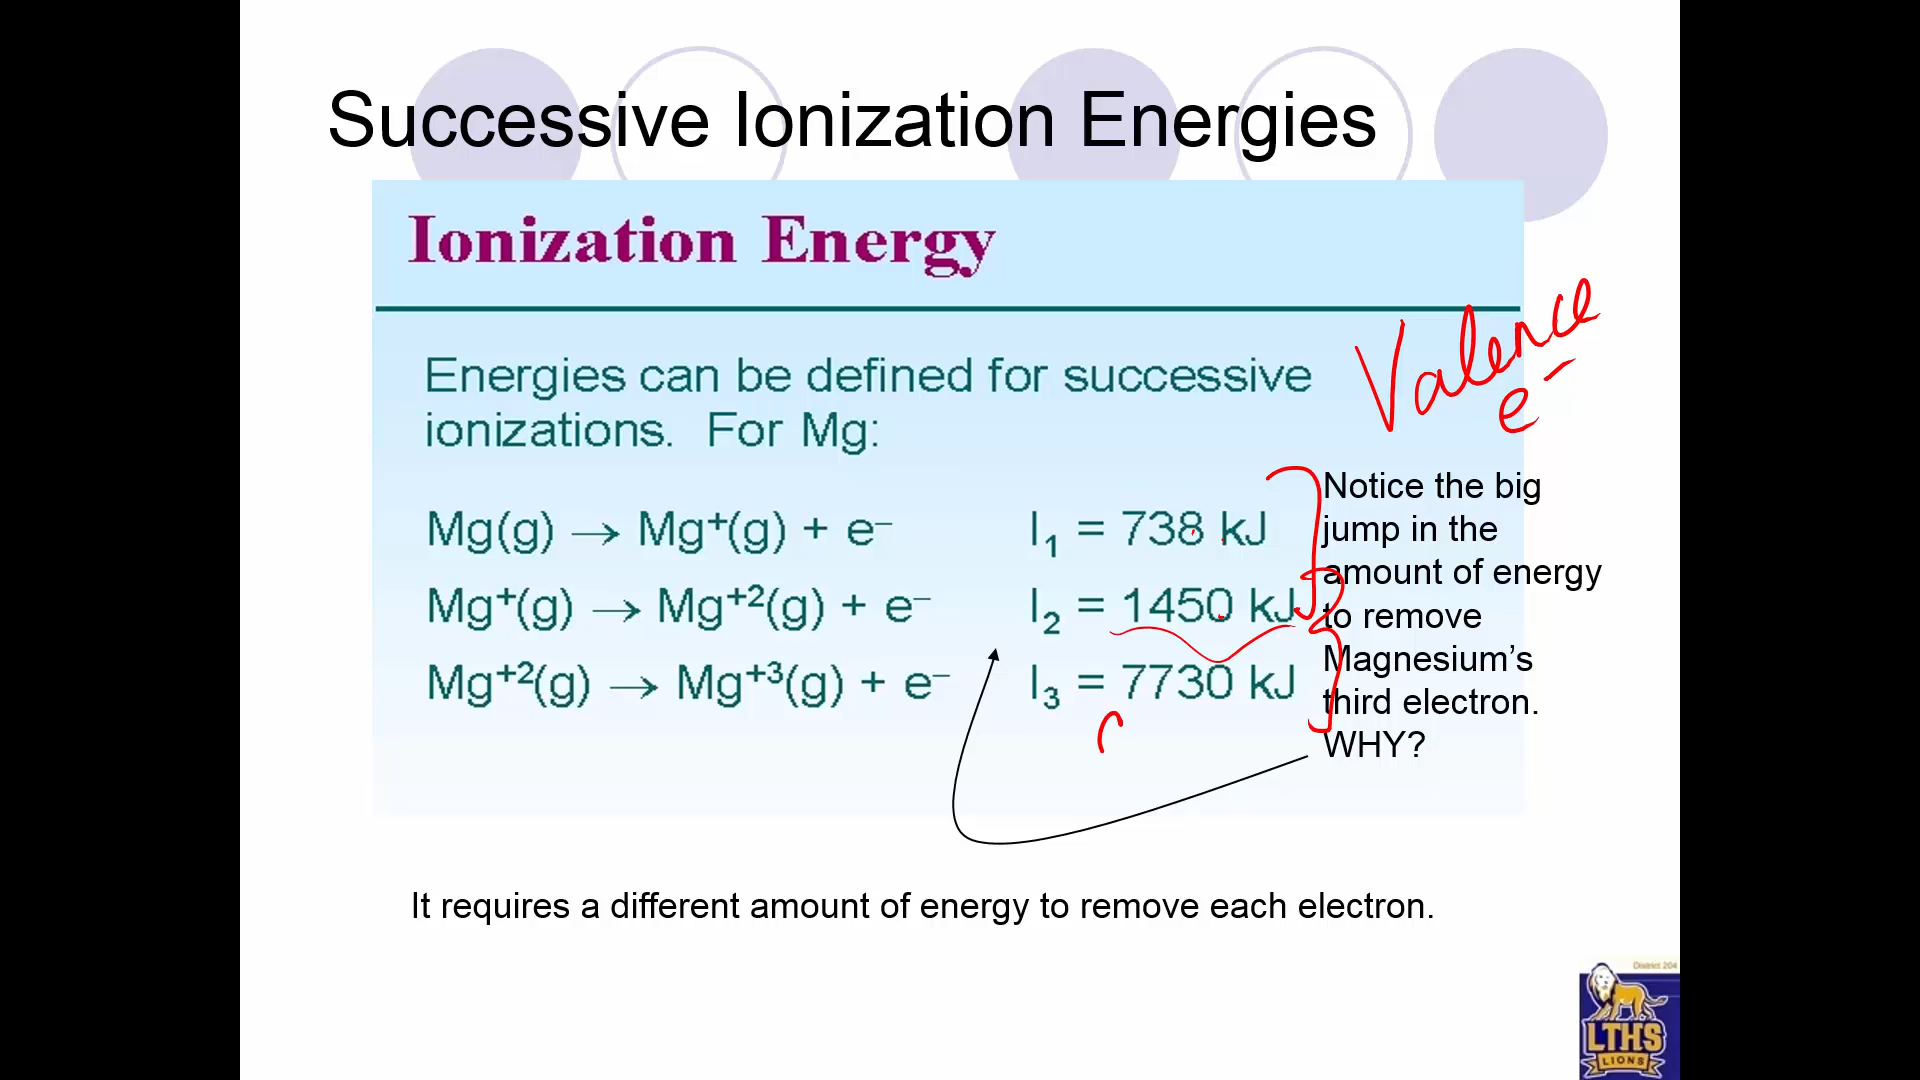 Successive Ionization Energies
Ionization Energy
Energies can be defined for successive
ionizations. For Mg:
Mg(g) → Mg⁺(g) + e⁻ I₁ = 738 kJ
Mg⁺(g) → Mg⁺²(g) + e⁻ I₂ = 1450 kJ
Mg⁺²(g) → Mg⁺³(g) + e⁻ I₃ = 7730 kJ
Valence
e⁻
Notice the big
jump in the
amount of energy
to remove
Magnesium’s
third electron.
WHY?
It requires a different amount of energy to remove each electron.
District 204
LTHS
LIONS